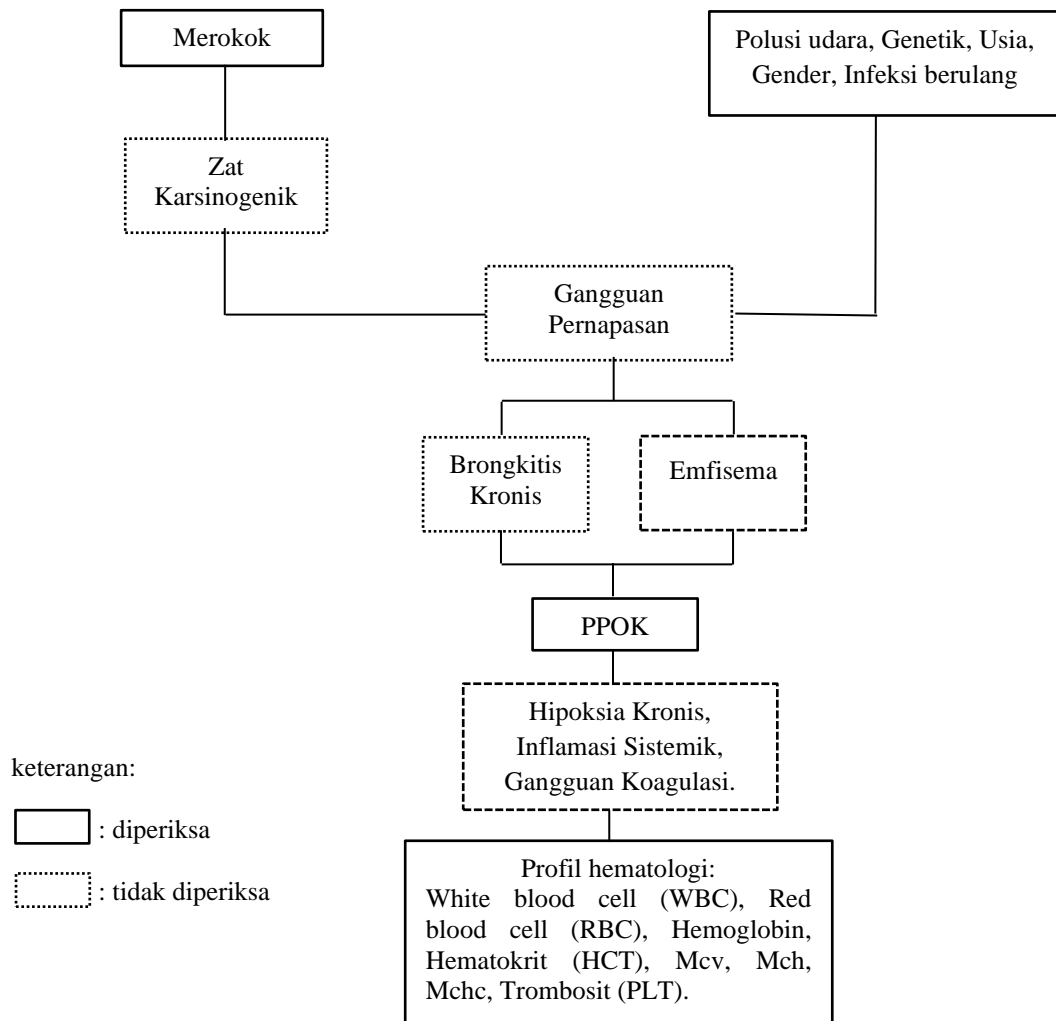 Merokok
Polusi udara, Genetik, Usia,
Gender, Infeksi berulang
Zat
Karsinogenik
Gangguan
Pernapasan
Brongkitis
Kronis
Emfisema
PPOK
Hipoksia Kronis,
Inflamasi Sistemik,
Gangguan Koagulasi.
keterangan:
: diperiksa
: tidak diperiksa
Profil hematologi:
White blood cell (WBC), Red
blood cell (RBC), Hemoglobin,
Hematokrit (HCT), Mcv, Mch,
Mchc, Trombosit (PLT).